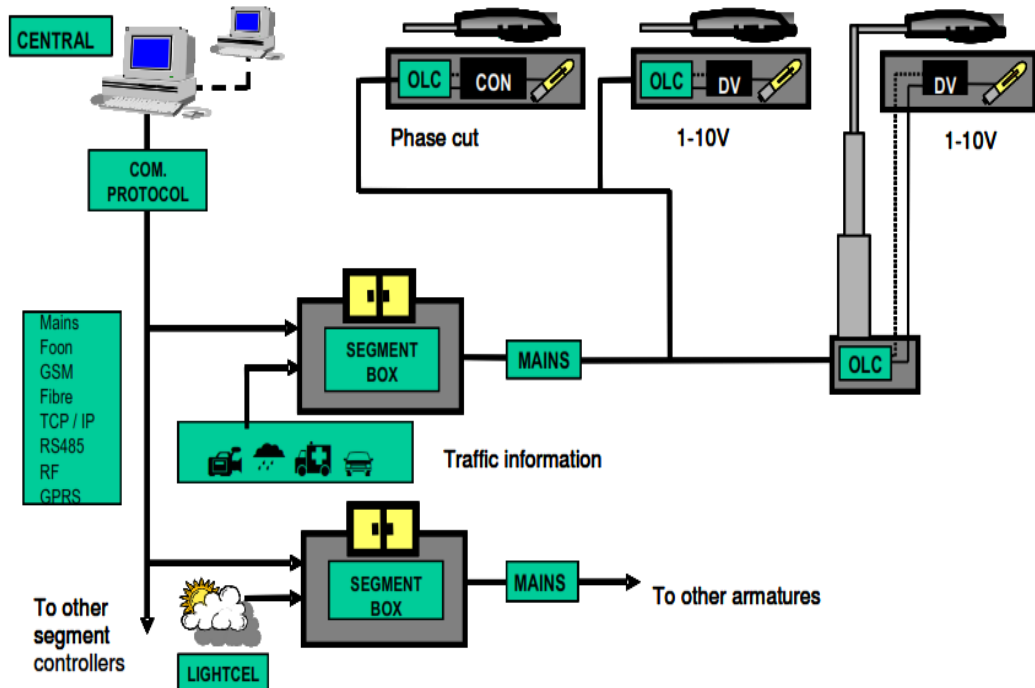 CENTRAL
OLC
CON
OLC
DV
DV
Phase cut
1-10V
1-10V
COM.
PROTOCOL
Mains
Foon
GSM
Fibre
TCP / IP
RS485
RF
GPRS
SEGMENT
BOX
MAINS
OLC
Traffic information
SEGMENT
BOX
MAINS
To other armatures
To other
segment
controllers
LIGHTCEL